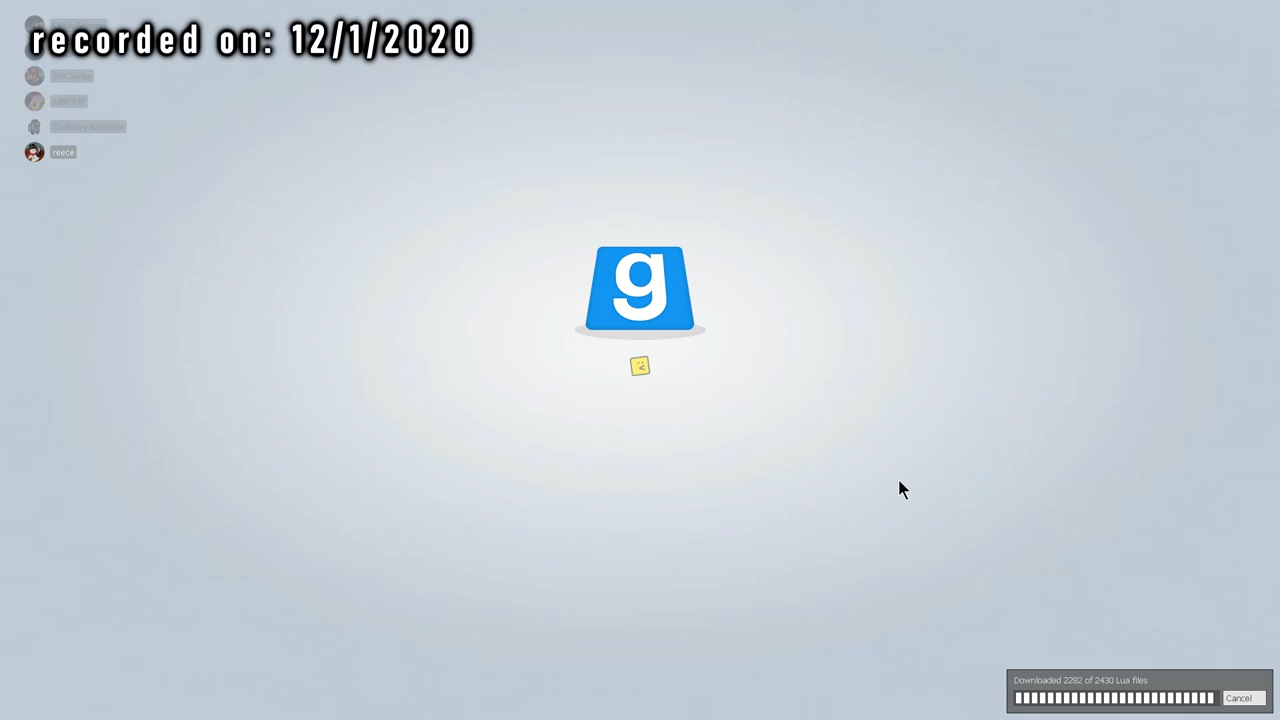 recorded on: 12/1/2020
reece
g
Downloaded 2282 of 2430 Lua files
Cancel